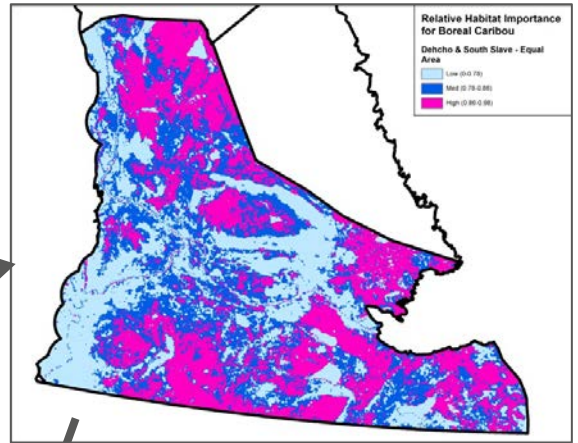 Relative Habitat Importance
for Boreal Caribou
Dehcho & South Slave - Equal
Area
Low (0-0.78)
Med (0.78-0.86)
High (0.86-0.98)